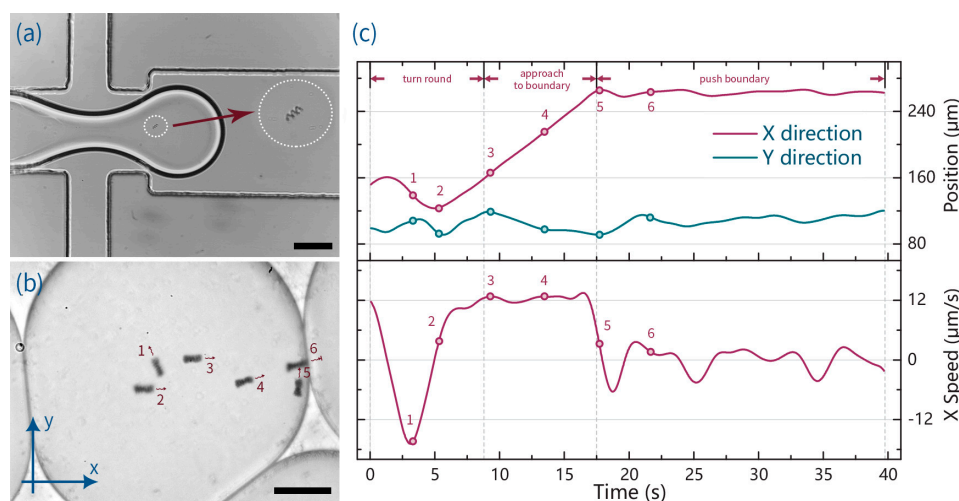 (a)
(b)
1
2
3
4
6
5
y
x
(c)
turn round
approach
to boundary
push boundary
1
2
3
4
5
6
X direction
Y direction
240
160
80
Position (μm)
1
2
3
4
5
6
12
0
-12
X Speed (μm/s)
0 5 10 15 20 25 30 35 40
Time (s)